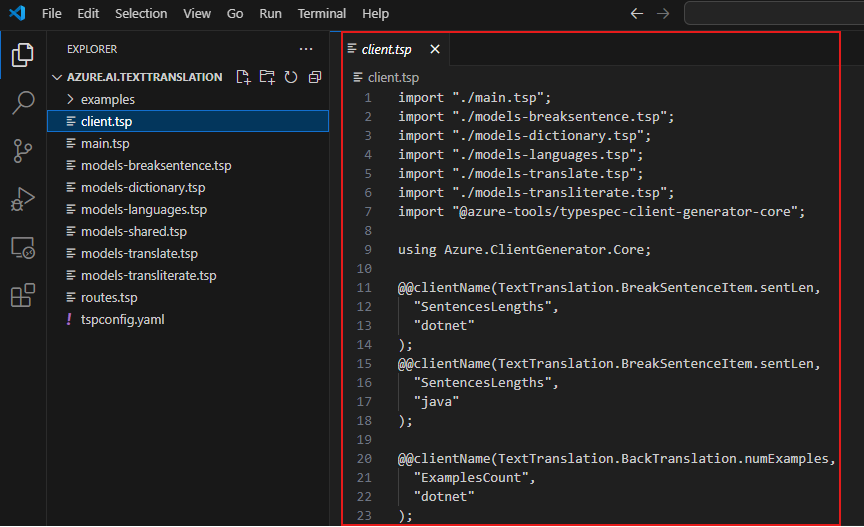 File Edit Selection View Go Run Terminal Help
EXPLORER
AZURE.AI.TEXTTRANSLATION
examples
client.tsp
main.tsp
models-breaksentence.tsp
models-dictionary.tsp
models-languages.tsp
models-shared.tsp
models-translate.tsp
models-transliterate.tsp
routes.tsp
! tspconfig.yaml
client.tsp
client.tsp
1 import "./main.tsp";
2 import "./models-breaksentence.tsp";
3 import "./models-dictionary.tsp";
4 import "./models-languages.tsp";
5 import "./models-translate.tsp";
6 import "./models-transliterate.tsp";
7 import "@azure-tools/typespec-client-generator-core";
8
9 using Azure.ClientGenerator.Core;
10
11 @@clientName(TextTranslation.BreakSentenceItem.sentLen,
12 "SentencesLengths",
13 "dotnet"
14 );
15 @@clientName(TextTranslation.BreakSentenceItem.sentLen,
16 "SentencesLengths",
17 "java"
18 );
19
20 @@clientName(TextTranslation.BackTranslation.numExamples,
21 "ExamplesCount",
22 "dotnet"
23 );